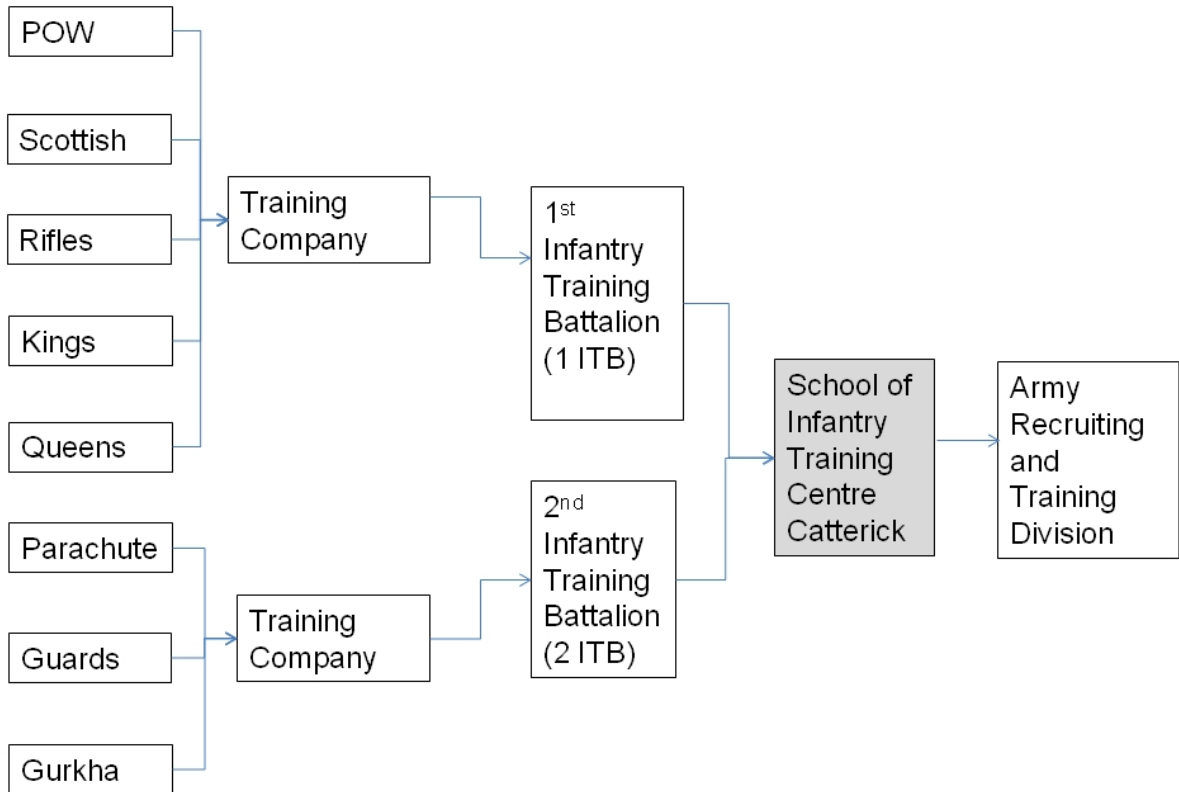 POW
Scottish
Rifles
Kings
Queens
Parachute
Guards
Gurkha
Training
Company
Training
Company
1st
Infantry
Training
Battalion
(1 ITB)
2nd
Infantry
Training
Battalion
(2 ITB)
School of
Infantry
Training
Centre
Catterick
Army
Recruiting
and
Training
Division